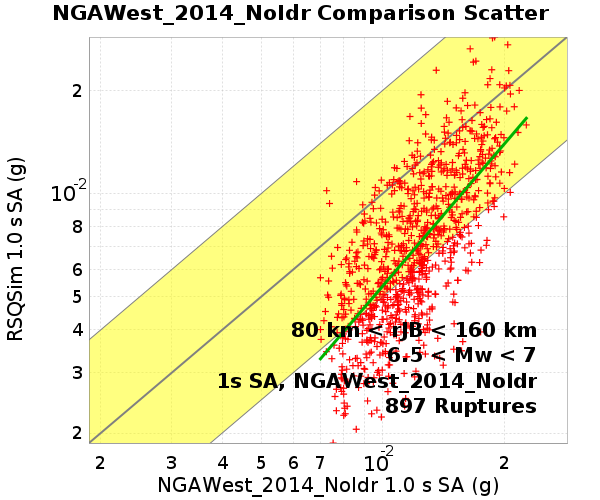 NGAWest_2014_NoIdr Comparison Scatter
RSQSim 1.0 s SA (g)
2
10-2
8
6
5
4
3
2
80 km < rJB < 160 km
6.5 < Mw < 7
1s SA, NGAWest_2014_NoIdr
897 Ruptures
2 3 4 5 6 7 10-2 2
NGAWest_2014_NoIdr 1.0 s SA (g)